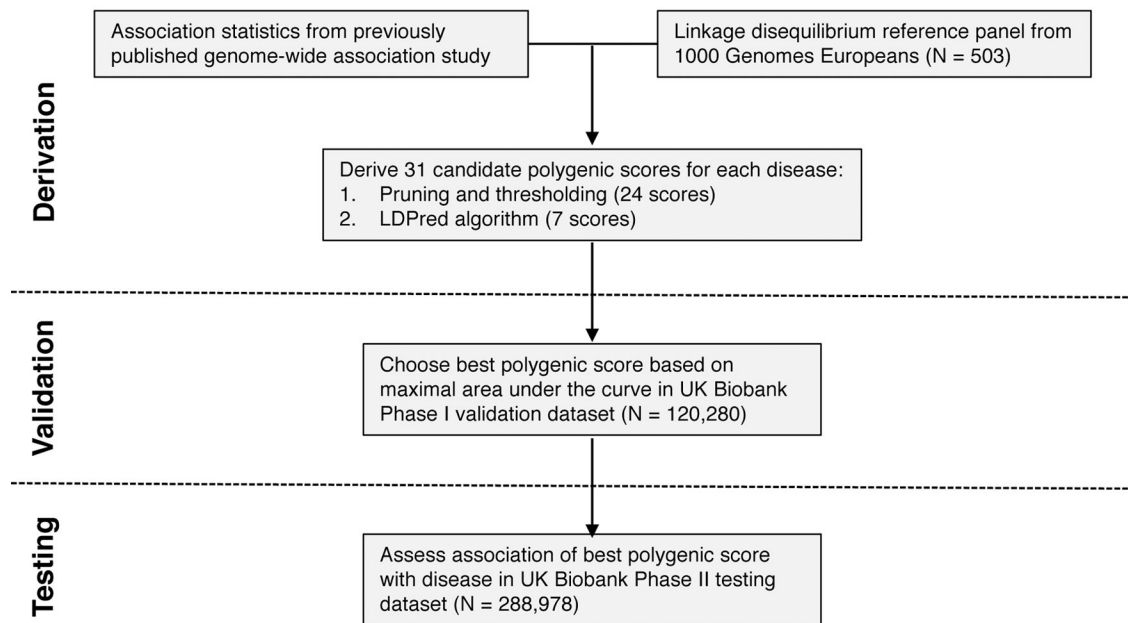 Derivation
Association statistics from previously
published genome-wide association study
Linkage disequilibrium reference panel from
1000 Genomes Europeans (N = 503)
Derive 31 candidate polygenic scores for each disease:
1. Pruning and thresholding (24 scores)
2. LDPred algorithm (7 scores)
Validation
Choose best polygenic score based on
maximal area under the curve in UK Biobank
Phase I validation dataset (N = 120,280)
Testing
Assess association of best polygenic score
with disease in UK Biobank Phase II testing
dataset (N = 288,978)